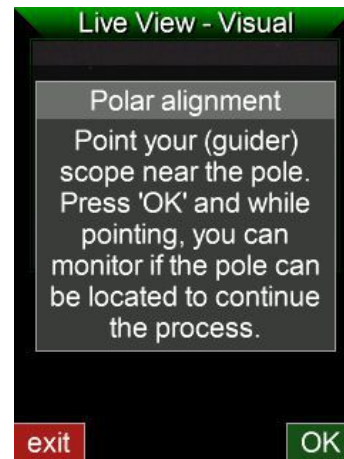 Live View - Visual
Polar alignment
Point your (guider)
scope near the pole.
Press 'OK' and while
pointing, you can
monitor if the pole can
be located to continue
the process.
exit
OK